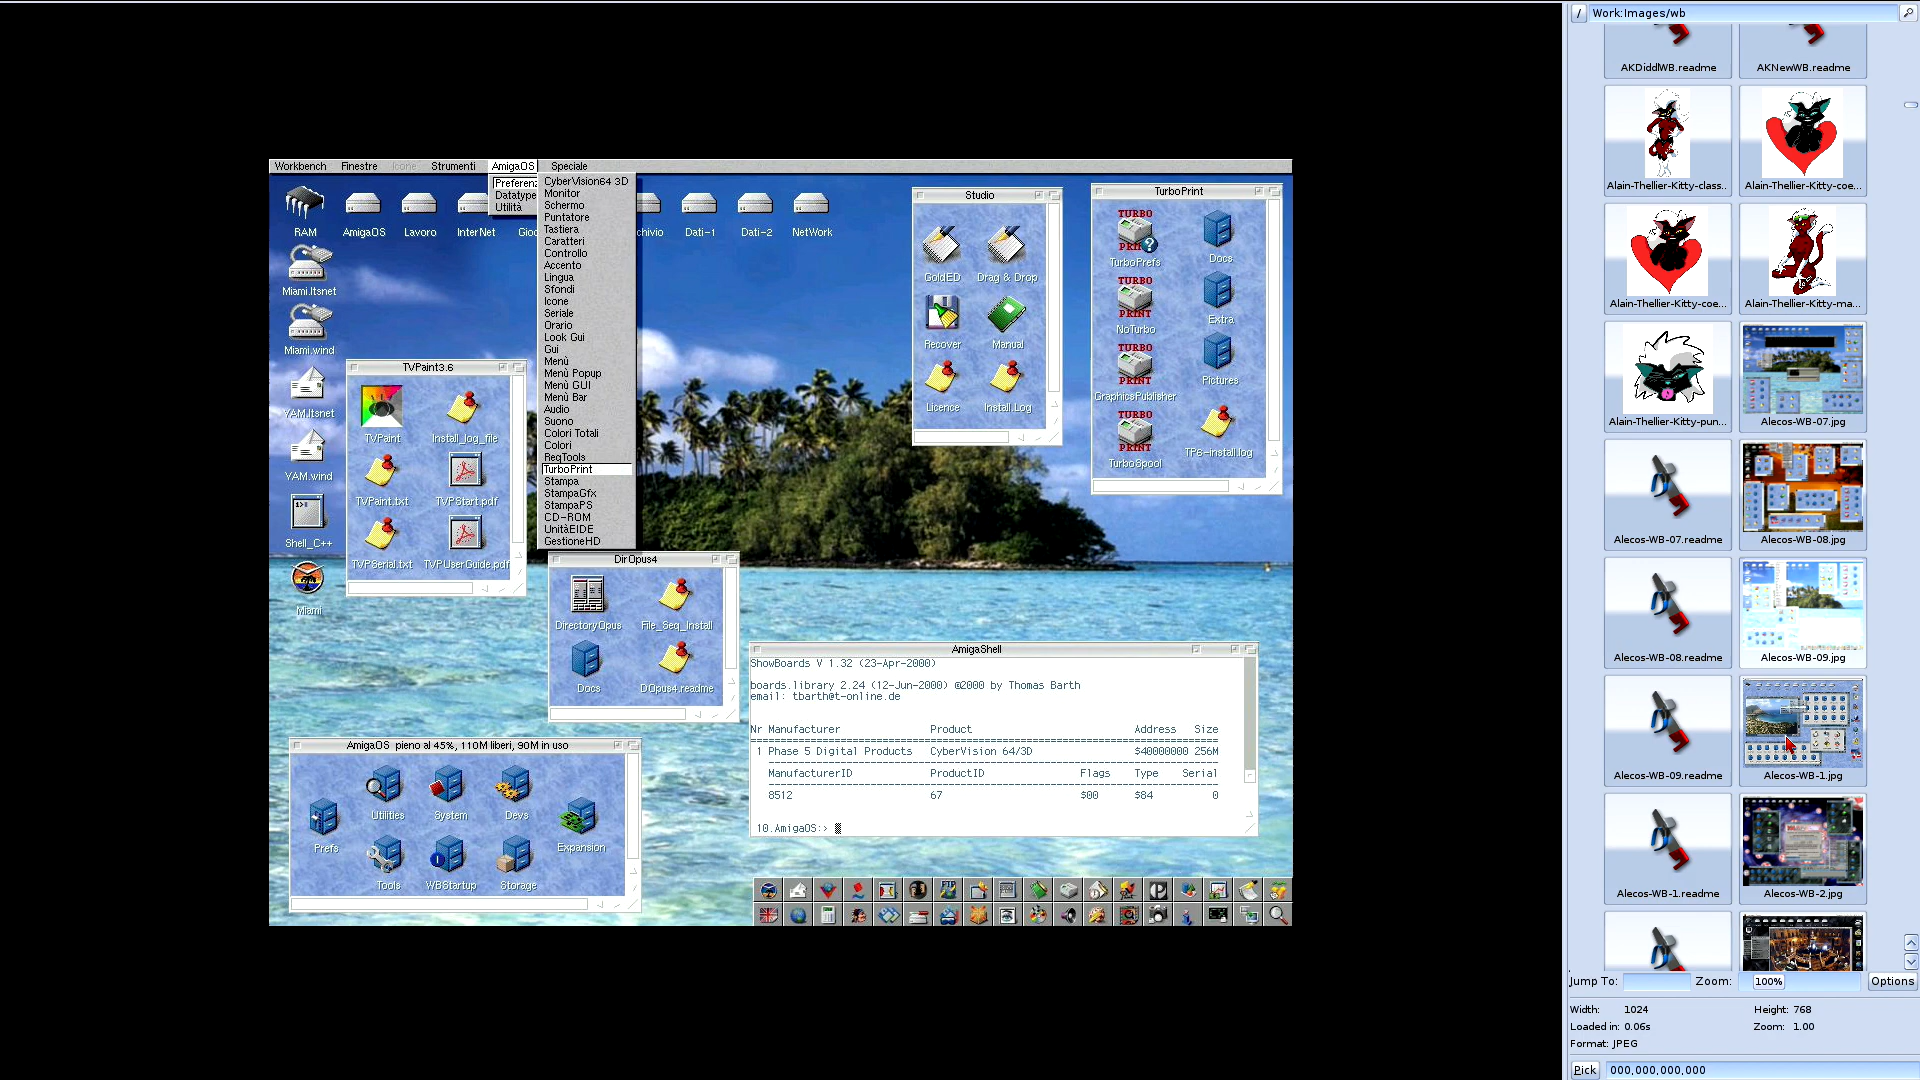 / Work:Images/wb
AKDiddlWB.readme
AKNewWB.readme
Alain-Thellier-Kitty-class...
Alain-Thellier-Kitty-coe...
Alain-Thellier-Kitty-coe...
Alain-Thellier-Kitty-ma...
Alain-Thellier-Kitty-pun...
Alecos-WB-07.jpg
Alecos-WB-07.readme
Alecos-WB-08.jpg
Alecos-WB-08.readme
Alecos-WB-09.jpg
Alecos-WB-09.readme
Alecos-WB-1.jpg
Alecos-WB-1.readme
Alecos-WB-2.jpg
Jump To:
Zoom:
100%
Options
Width: 1024
Height: 768
Loaded in: 0.06s
Zoom: 1.00
Format: JPEG
Pick
000,000,000,000
Workbench
Finestre
Icone
Strumenti
AmigaOS
Speciale
Preferenz
Datatype
Utilità
CyberVision64 3D
Monitor
Schermo
Puntatore
Tastiera
Caratteri
Controllo
Accento
Lingua
Sfondi
Icone
Seriale
Orario
Look Gui
Gui
Menù
Menù Popup
Menù GUI
Menù Bar
Audio
Suono
Colori Totali
Colori
ReqTools
TurboPrint
Stampa
StampaGfx
StampaPS
CD-ROM
UnitàEIDE
GestioneHD
RAM
AmigaOS
Lavoro
InterNet
Gioc
chivio
Dati-1
Dati-2
NetWork
Miami.Itsnet
Miami.wind
YAM.Itsnet
YAM.wind
Shell_C++
Miami
TVPaint3.6
TVPaint
Install_log_file
TVPaint.txt
TVPStart.pdf
TVPSerial.txt
TVPUserGuide.pdf
Studio
GoldED
Drag & Drop
Recover
Manual
Licence
Install.Log
TurboPrint
TURBO
PRINT
TurboPrefs
Docs
TURBO
PRINT
NoTurbo
Extra
TURBO
PRINT
GraphicsPublisher
Pictures
TURBO
PRINT
TurboSpool
TP6-Install.log
DirOpus4
DirectoryOpus
File_Seq_Install
Docs
DOpus4.readme
AmigaOS pieno al 45%, 110M liberi, 90M in uso
Prefs
Utilities
System
Devs
Expansion
Tools
WBStartup
Storage
AmigaShell
ShowBoards V 1.32 (23-Apr-2000)
boards.library 2.24 (12-Jun-2000) @2000 by Thomas Barth
email: tbarth@t-online.de
Nr Manufacturer Product Address Size
1 Phase 5 Digital Products CyberVision 64/3D $40000000 256M
ManufacturerID ProductID Flags Type Serial
8512 67 $00 $84 0
10.AmigaOS:>